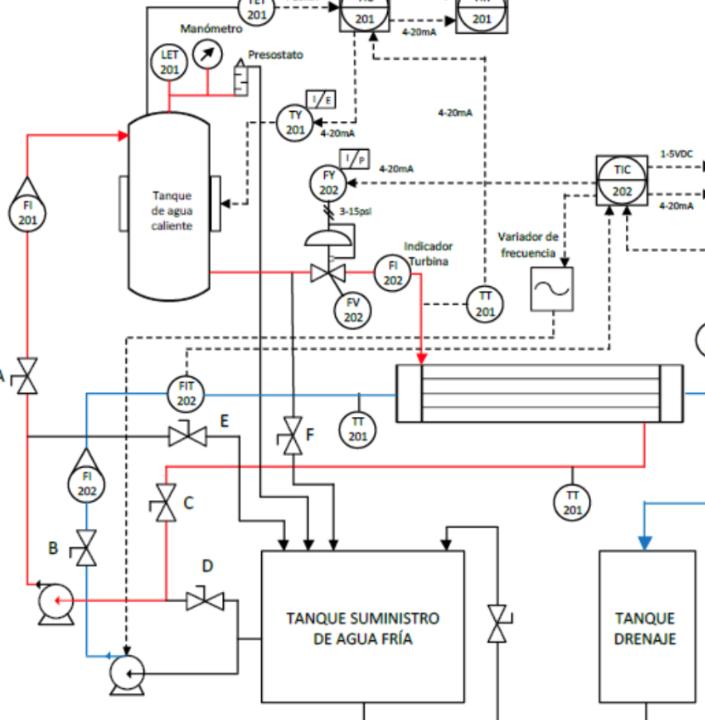 201
201
201
4-20mA
Manómetro
LET
201
Presostato
I/E
TY
201
4-20mA
4-20mA
I/P
FY
202
4-20mA
TIC
202
1-5VDC
4-20mA
Tanque
de agua
caliente
FI
201
3-15psi
Indicador
Turbina
Variador de
frecuencia
FI
202
FV
202
TT
201
A
FIT
202
E
F
TT
201
FI
202
C
TT
201
B
D
TANQUE SUMINISTRO
DE AGUA FRÍA
TANQUE
DRENAJE